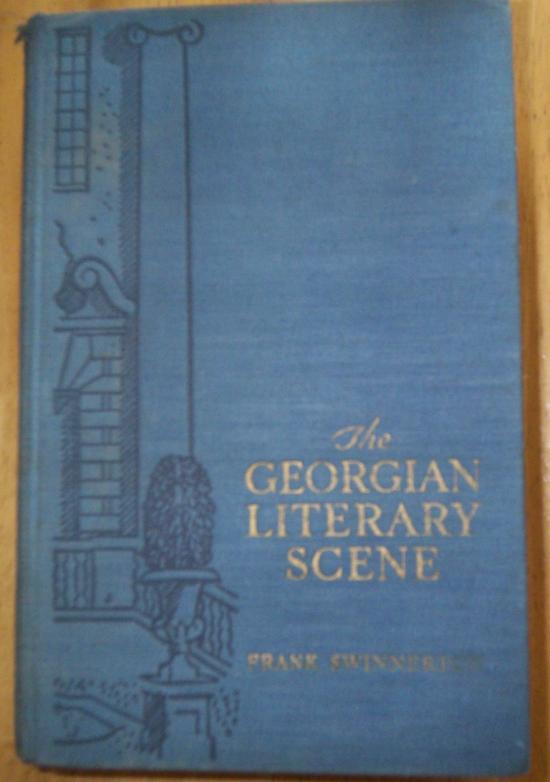 The
GEORGIAN
LITERARY
SCENE
FRANK SWINNERTON